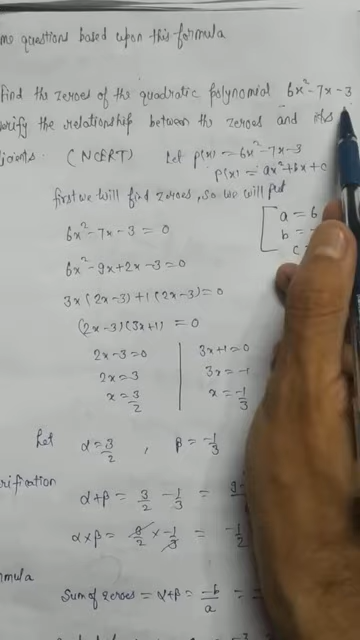 me questions based upon this formula
Find the zeroes of the quadratic polynomial 6x²-7x-3
verify the relationship between the zeroes and its
(NCERT) Let p(x) = 6x²-7x-3
p(x) = ax²+bx+c
first we will find zeroes, so we will put
a = 6
b = -
c =
6x²-7x-3 = 0
6x²-9x+2x-3=0
3x(2x-3)+1(2x-3)=0
(2x-3)(3x+1) = 0
2x-3=0 | 3x+1=0
2x=3 | 3x=-1
x=3/2 | x=-1/3
Let α=3/2 , β=-1/3
erification
α+β = 3/2 - 1/3 =
α×β = 3/2 × -1/3 = -1/2
rmula
Sum of zeroes = α+β = -b/a =